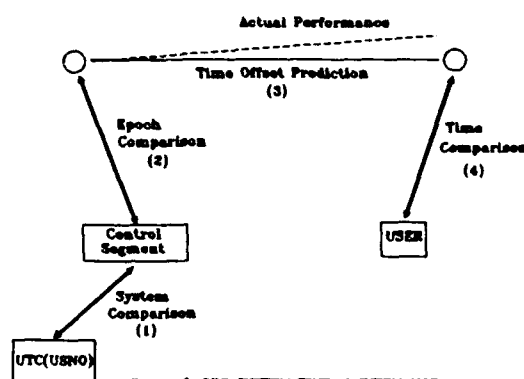 Actual Performance
Time Offset Prediction
(3)
Epoch
Comparison
(2)
Time
Comparison
(4)
Control
Segment
USER
System
Comparison
(1)
UTC(USNO)